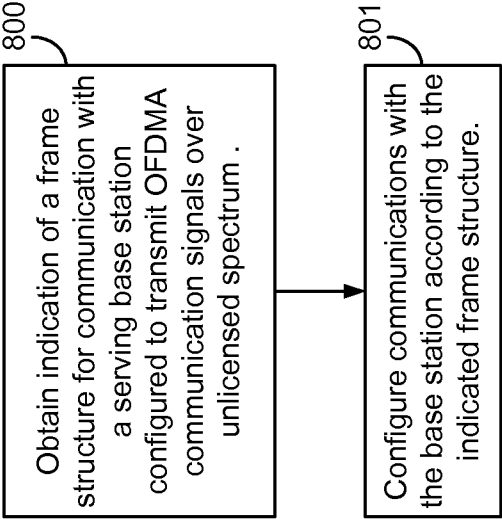 800
Obtain indication of a frame
structure for communication with
a serving base station
configured to transmit OFDMA
communication signals over
unlicensed spectrum .
801
Configure communications with
the base station according to the
indicated frame structure.